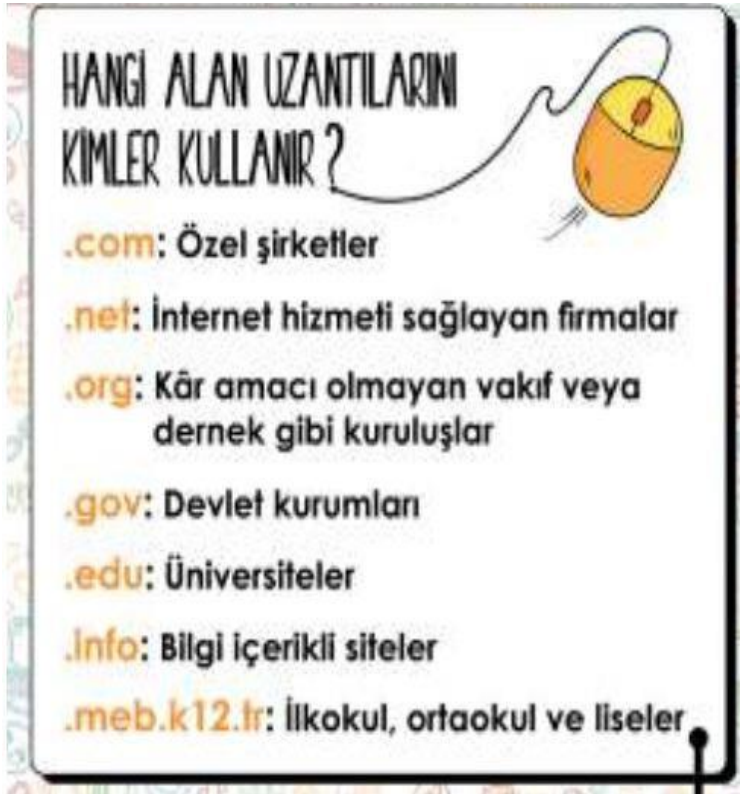 HANGİ ALAN UZANTILARINI
KİMLER KULLANIR?
.com: Özel şirketler
.net: İnternet hizmeti sağlayan firmalar
.org: Kâr amacı olmayan vakıf veya
dernek gibi kuruluşlar
.gov: Devlet kurumları
.edu: Üniversiteler
.info: Bilgi içerikli siteler
.meb.k12.tr: İlkokul, ortaokul ve liseler